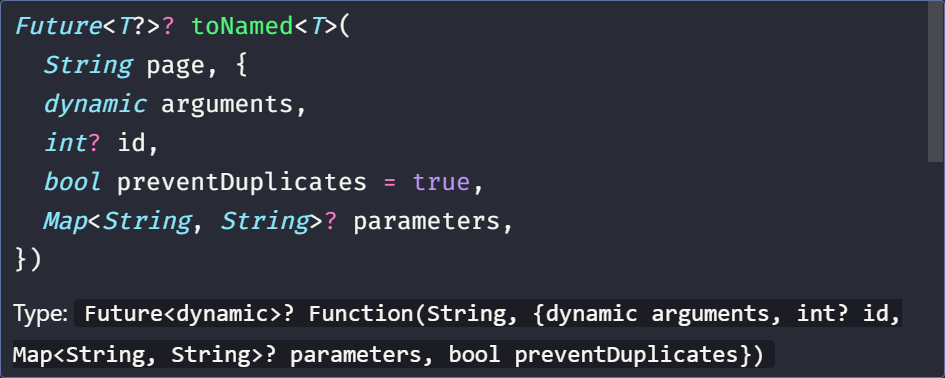 Future<T?>? toNamed<T>(
  String page, {
  dynamic arguments,
  int? id,
  bool preventDuplicates = true,
  Map<String, String>? parameters,
})
Type: Future<dynamic>? Function(String, {dynamic arguments, int? id,
Map<String, String>? parameters, bool preventDuplicates})